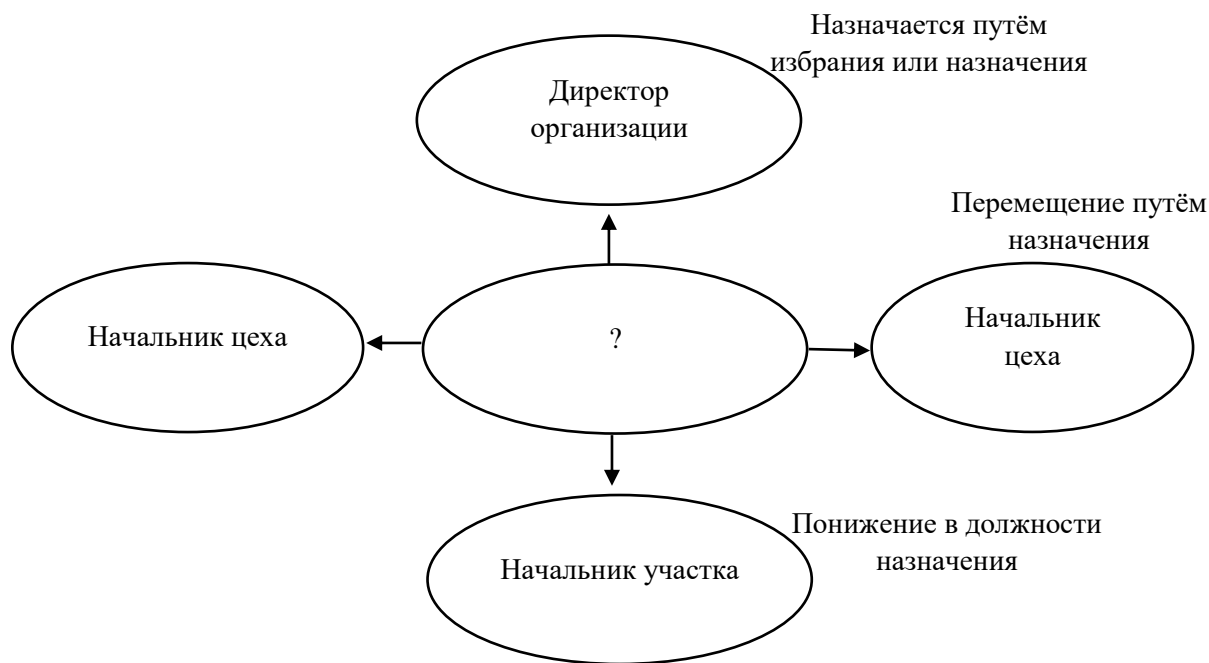 Назначается путём
избрания или назначения
Директор
организации
Перемещение путём
назначения
Начальник цеха
?
Начальник
цеха
Понижение в должности
назначения
Начальник участка